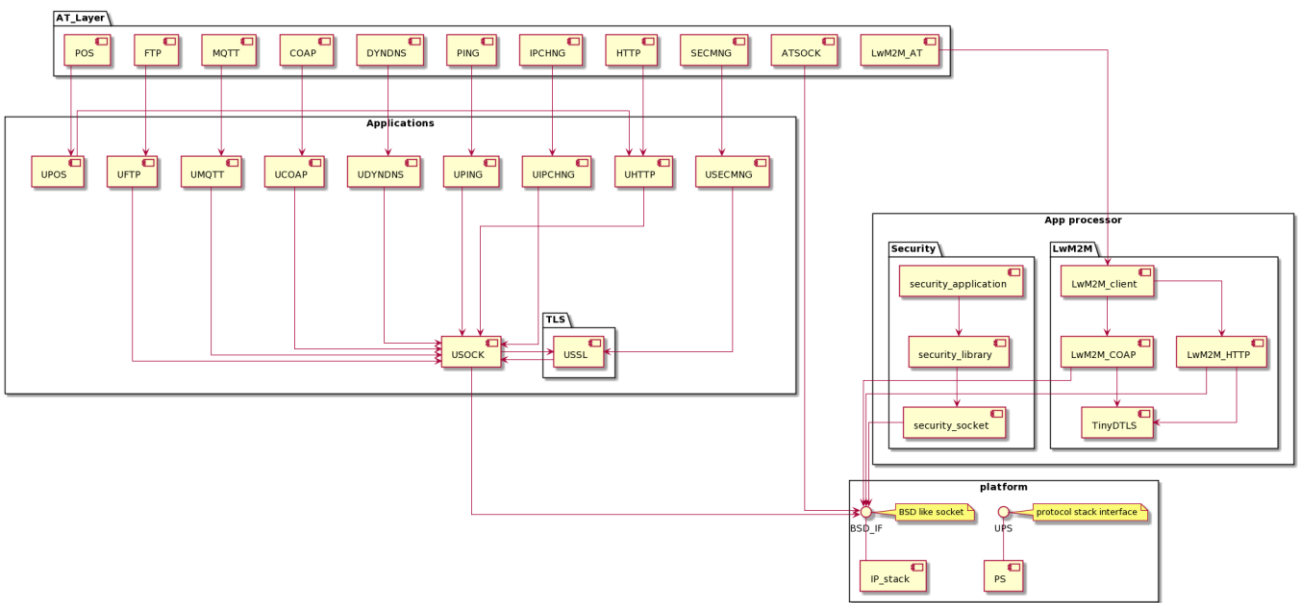 AT_Layer
POS
FTP
MQTT
COAP
DYNDNS
PING
IPCHNG
HTTP
SECMNG
ATSOCK
LwM2M_AT
Applications
UPOS
UFTP
UMQTT
UCOAP
UDYNDNS
UPING
UIPCHNG
UHTTP
USECMNG
TLS
USOCK
USSL
App processor
Security
security_application
security_library
security_socket
LwM2M
LwM2M_client
LwM2M_COAP
LwM2M_HTTP
TinyDTLS
platform
BSD_IF
BSD like socket
UPS
protocol stack interface
IP_stack
PS